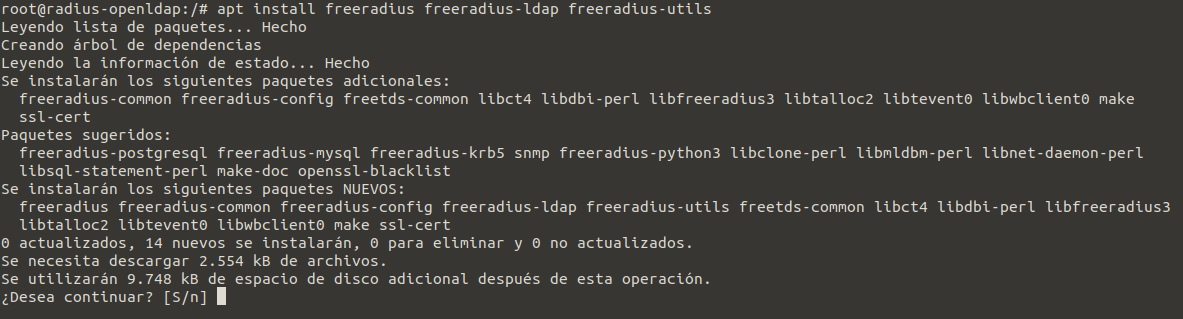 root@radius-openldap:/# apt install freeradius freeradius-ldap freeradius-utils
Leyendo lista de paquetes... Hecho
Creando árbol de dependencias
Leyendo la información de estado... Hecho
Se instalarán los siguientes paquetes adicionales:
  freeradius-common freeradius-config freetds-common libct4 libdbi-perl libfreeradius3 libtalloc2 libtevent0 libwbclient0 make
  ssl-cert
Paquetes sugeridos:
  freeradius-postgresql freeradius-mysql freeradius-krb5 snmp freeradius-python3 libclone-perl libmldbm-perl libnet-daemon-perl
  libsql-statement-perl make-doc openssl-blacklist
Se instalarán los siguientes paquetes NUEVOS:
  freeradius freeradius-common freeradius-config freeradius-ldap freeradius-utils freetds-common libct4 libdbi-perl libfreeradius3
  libtalloc2 libtevent0 libwbclient0 make ssl-cert
0 actualizados, 14 nuevos se instalarán, 0 para eliminar y 0 no actualizados.
Se necesita descargar 2.554 kB de archivos.
Se utilizarán 9.748 kB de espacio de disco adicional después de esta operación.
¿Desea continuar? [S/n]